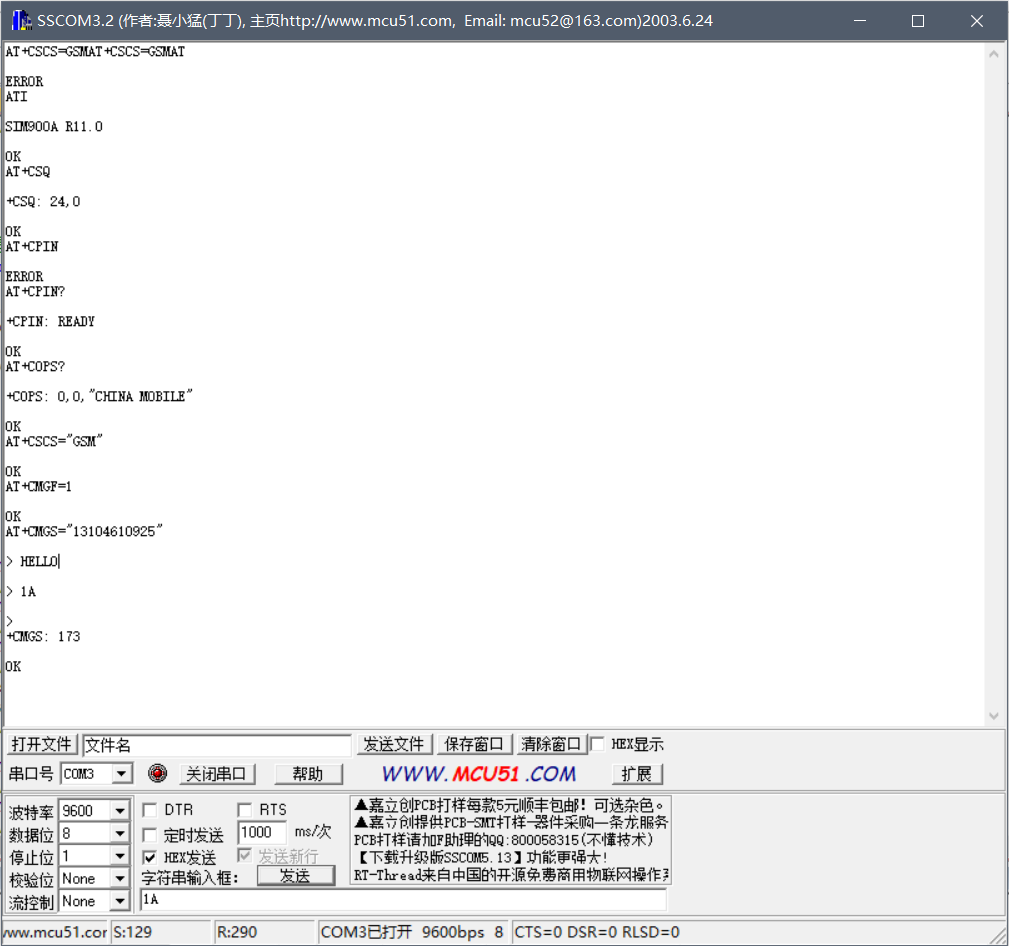 SSCOM3.2 (作者:聂小猛(丁丁), 主页http://www.mcu51.com, Email: mcu52@163.com)2003.6.24
AT+CSCS=GSMAT+CSCS=GSMAT
ERROR
ATI
SIM900A R11.0
OK
AT+CSQ
+CSQ: 24,0
OK
AT+CPIN
ERROR
AT+CPIN?
+CPIN: READY
OK
AT+COPS?
+COPS: 0,0,"CHINA MOBILE"
OK
AT+CSCS="GSM"
OK
AT+CMGF=1
OK
AT+CMGS="13104610925"
> HELLO
> 1A
>
+CMGS: 173
OK
打开文件 文件名 发送文件 保存窗口 清除窗口 HEX显示
串口号 COM3 关闭串口 帮助 WWW.MCU51.COM 扩展
波特率 9600 DTR RTS
数据位 8 定时发送 1000 ms/次
停止位 1 HEX发送 发送新行
校验位 None 字符串输入框: 发送
流控制 None 1A
▲嘉立创PCB打样每款5元顺丰包邮! 可选杂色。
▲嘉立创提供PCB-SMT打样-器件采购一条龙服务
PCB打样请加F助理的QQ:800058315(不懂技术)
【下载升级版SSCOM5.13】功能更强大!
RT-Thread来自中国的开源免费商用物联网操作
www.mcu51.cor S:129 R:290 COM3已打开 9600bps 8 CTS=0 DSR=0 RLSD=0